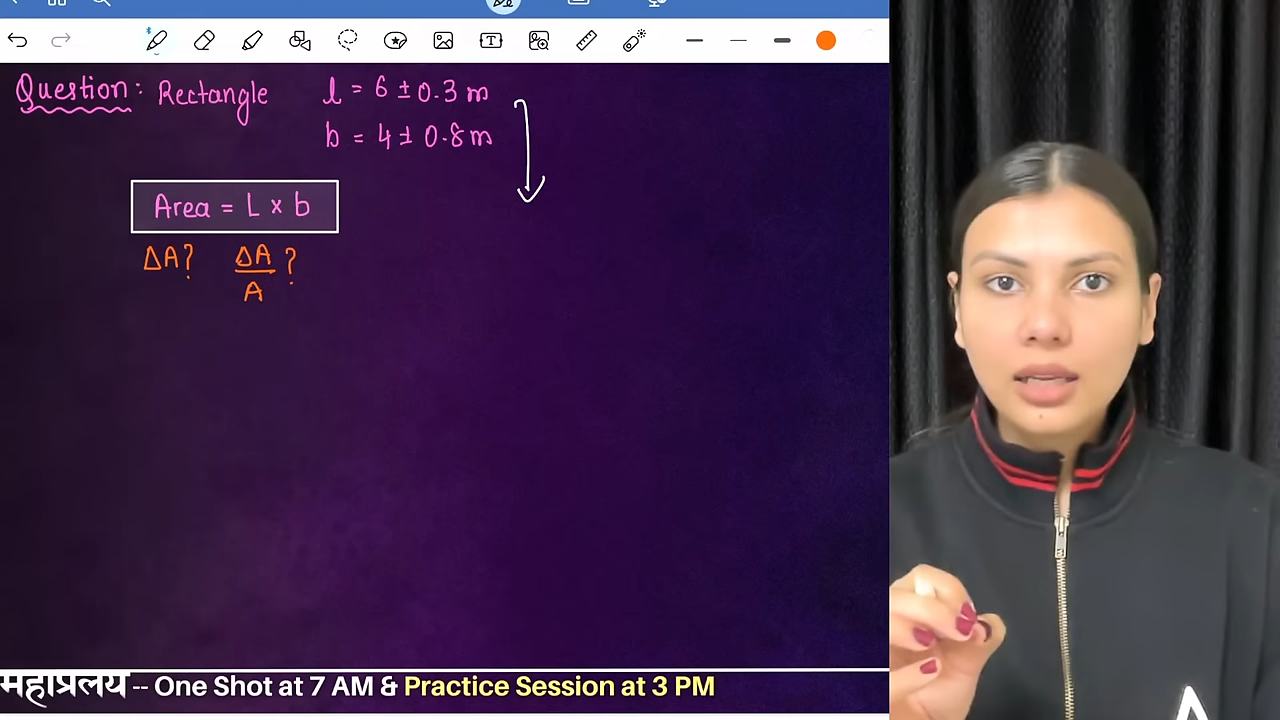 Question: Rectangle l = 6 ± 0.3 m
b = 4 ± 0.8 m
Area = L × b
ΔA? ΔA/A ?
महाप्रलय -- One Shot at 7 AM & Practice Session at 3 PM